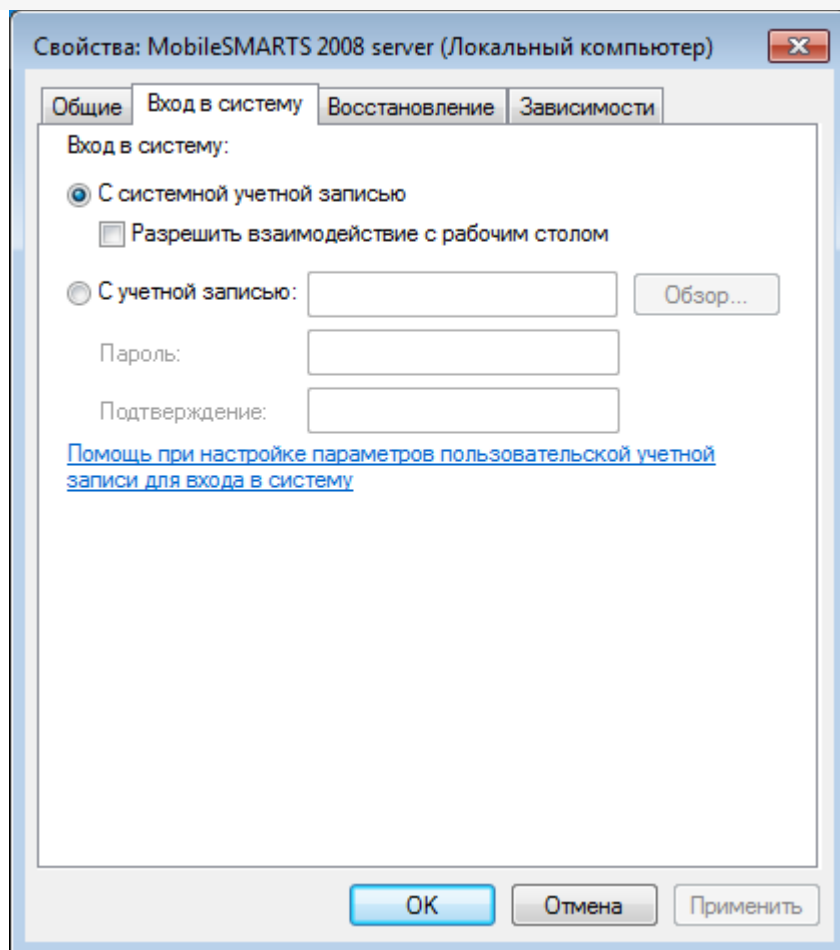 Свойства: MobileSMARTS 2008 server (Локальный компьютер)
Общие Вход в систему Восстановление Зависимости
Вход в систему:
С системной учетной записью
Разрешить взаимодействие с рабочим столом
С учетной записью: Обзор...
Пароль:
Подтверждение:
Помощь при настройке параметров пользовательской учетной
записи для входа в систему
ОК Отмена Применить